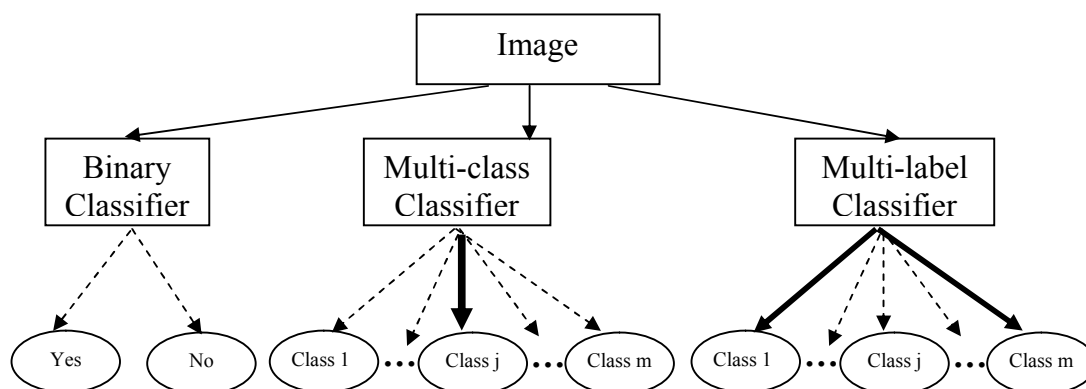 Image
Binary
Classifier
Multi-class
Classifier
Multi-label
Classifier
Yes
No
Class 1
•••
Class j
•••
Class m
Class 1
•••
Class j
•••
Class m